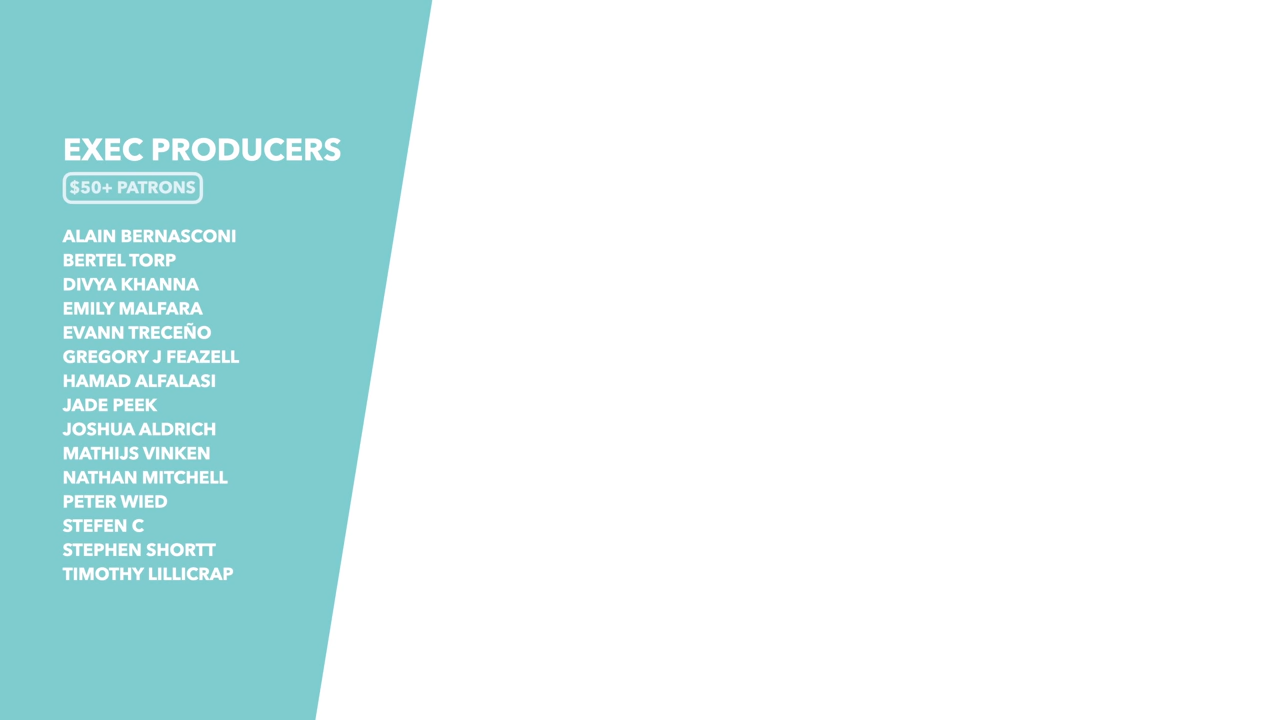 EXEC PRODUCERS
$50+ PATRONS
ALAIN BERNASCONI
BERTEL TORP
DIVYA KHANNA
EMILY MALFARA
EVANN TRECEÑO
GREGORY J FEAZELL
HAMAD ALFALASI
JADE PEEK
JOSHUA ALDRICH
MATHIJS VINKEN
NATHAN MITCHELL
PETER WIED
STEFEN C
STEPHEN SHORTT
TIMOTHY LILLICRAP